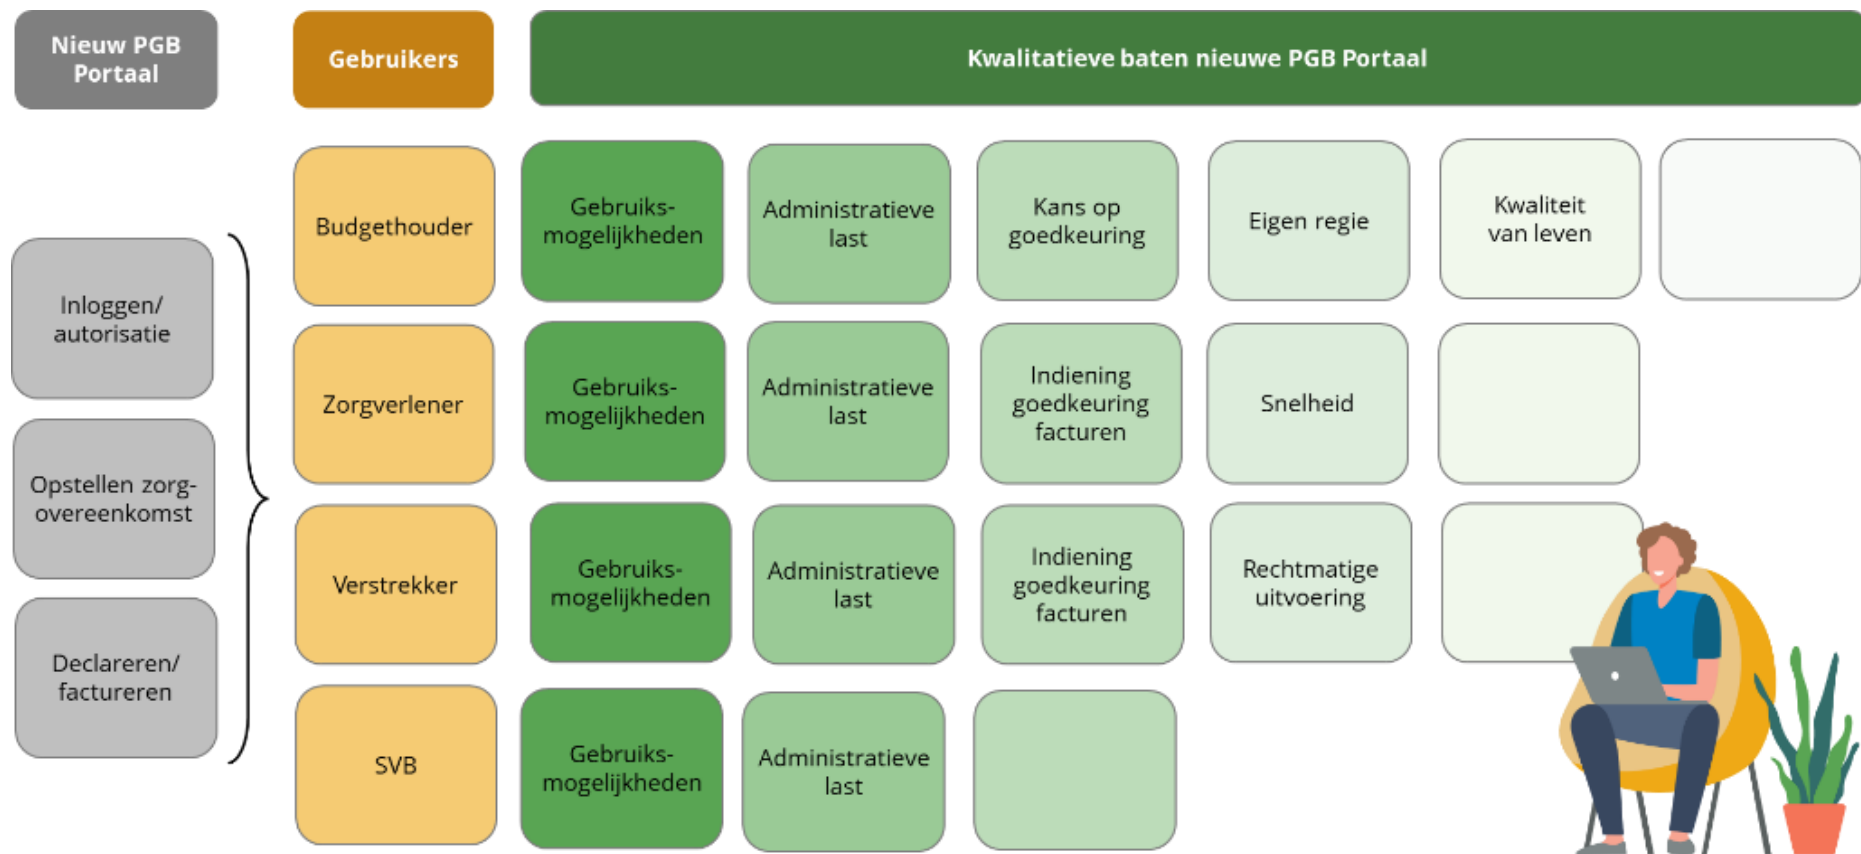 Nieuw PGB
Portaal
Gebruikers
Kwalitatieve baten nieuwe PGB Portaal
Inloggen/
autorisatie
Opstellen zorg-
overeenkomst
Declareren/
factureren
Budgethouder
Gebruiks-
mogelijkheden
Administratieve
last
Kans op
goedkeuring
Eigen regie
Kwaliteit
van leven
Zorgverlener
Gebruiks-
mogelijkheden
Administratieve
last
Indiening
goedkeuring
facturen
Snelheid
Verstrekker
Gebruiks-
mogelijkheden
Administratieve
last
Indiening
goedkeuring
facturen
Rechtmatige
uitvoering
SVB
Gebruiks-
mogelijkheden
Administratieve
last